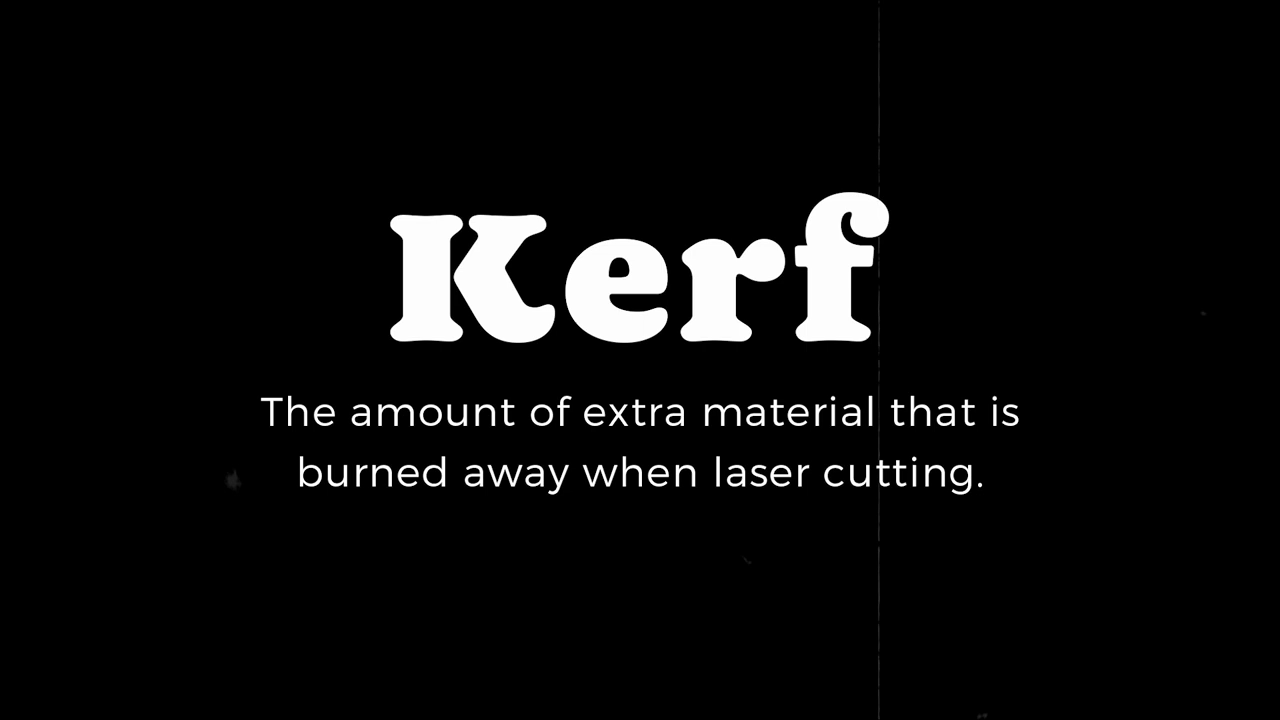 Kerf
The amount of extra material that is
burned away when laser cutting.